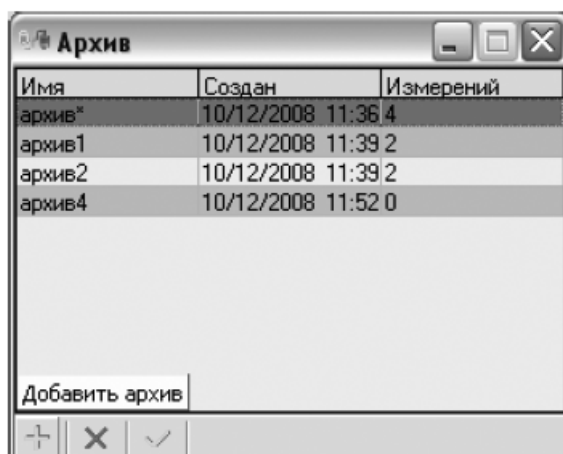 Архив
Имя Создан Измерений
архив* 10/12/2008 11:36 4
архив1 10/12/2008 11:39 2
архив2 10/12/2008 11:39 2
архив4 10/12/2008 11:52 0
Добавить архив